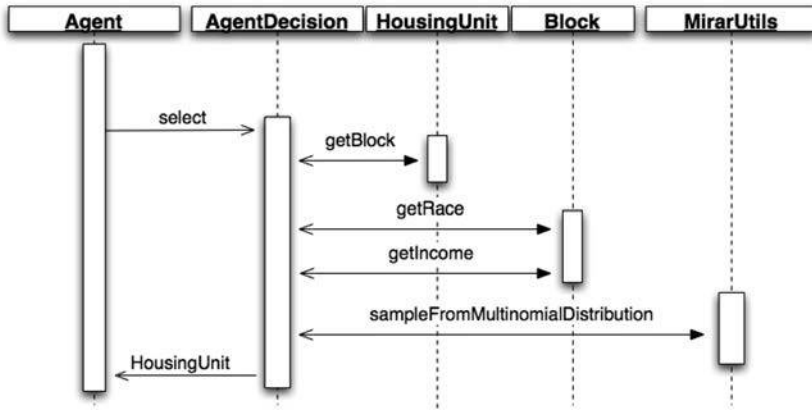 Agent
AgentDecision
HousingUnit
Block
MirarUtils
select
getBlock
getRace
getIncome
sampleFromMultinomialDistribution
HousingUnit